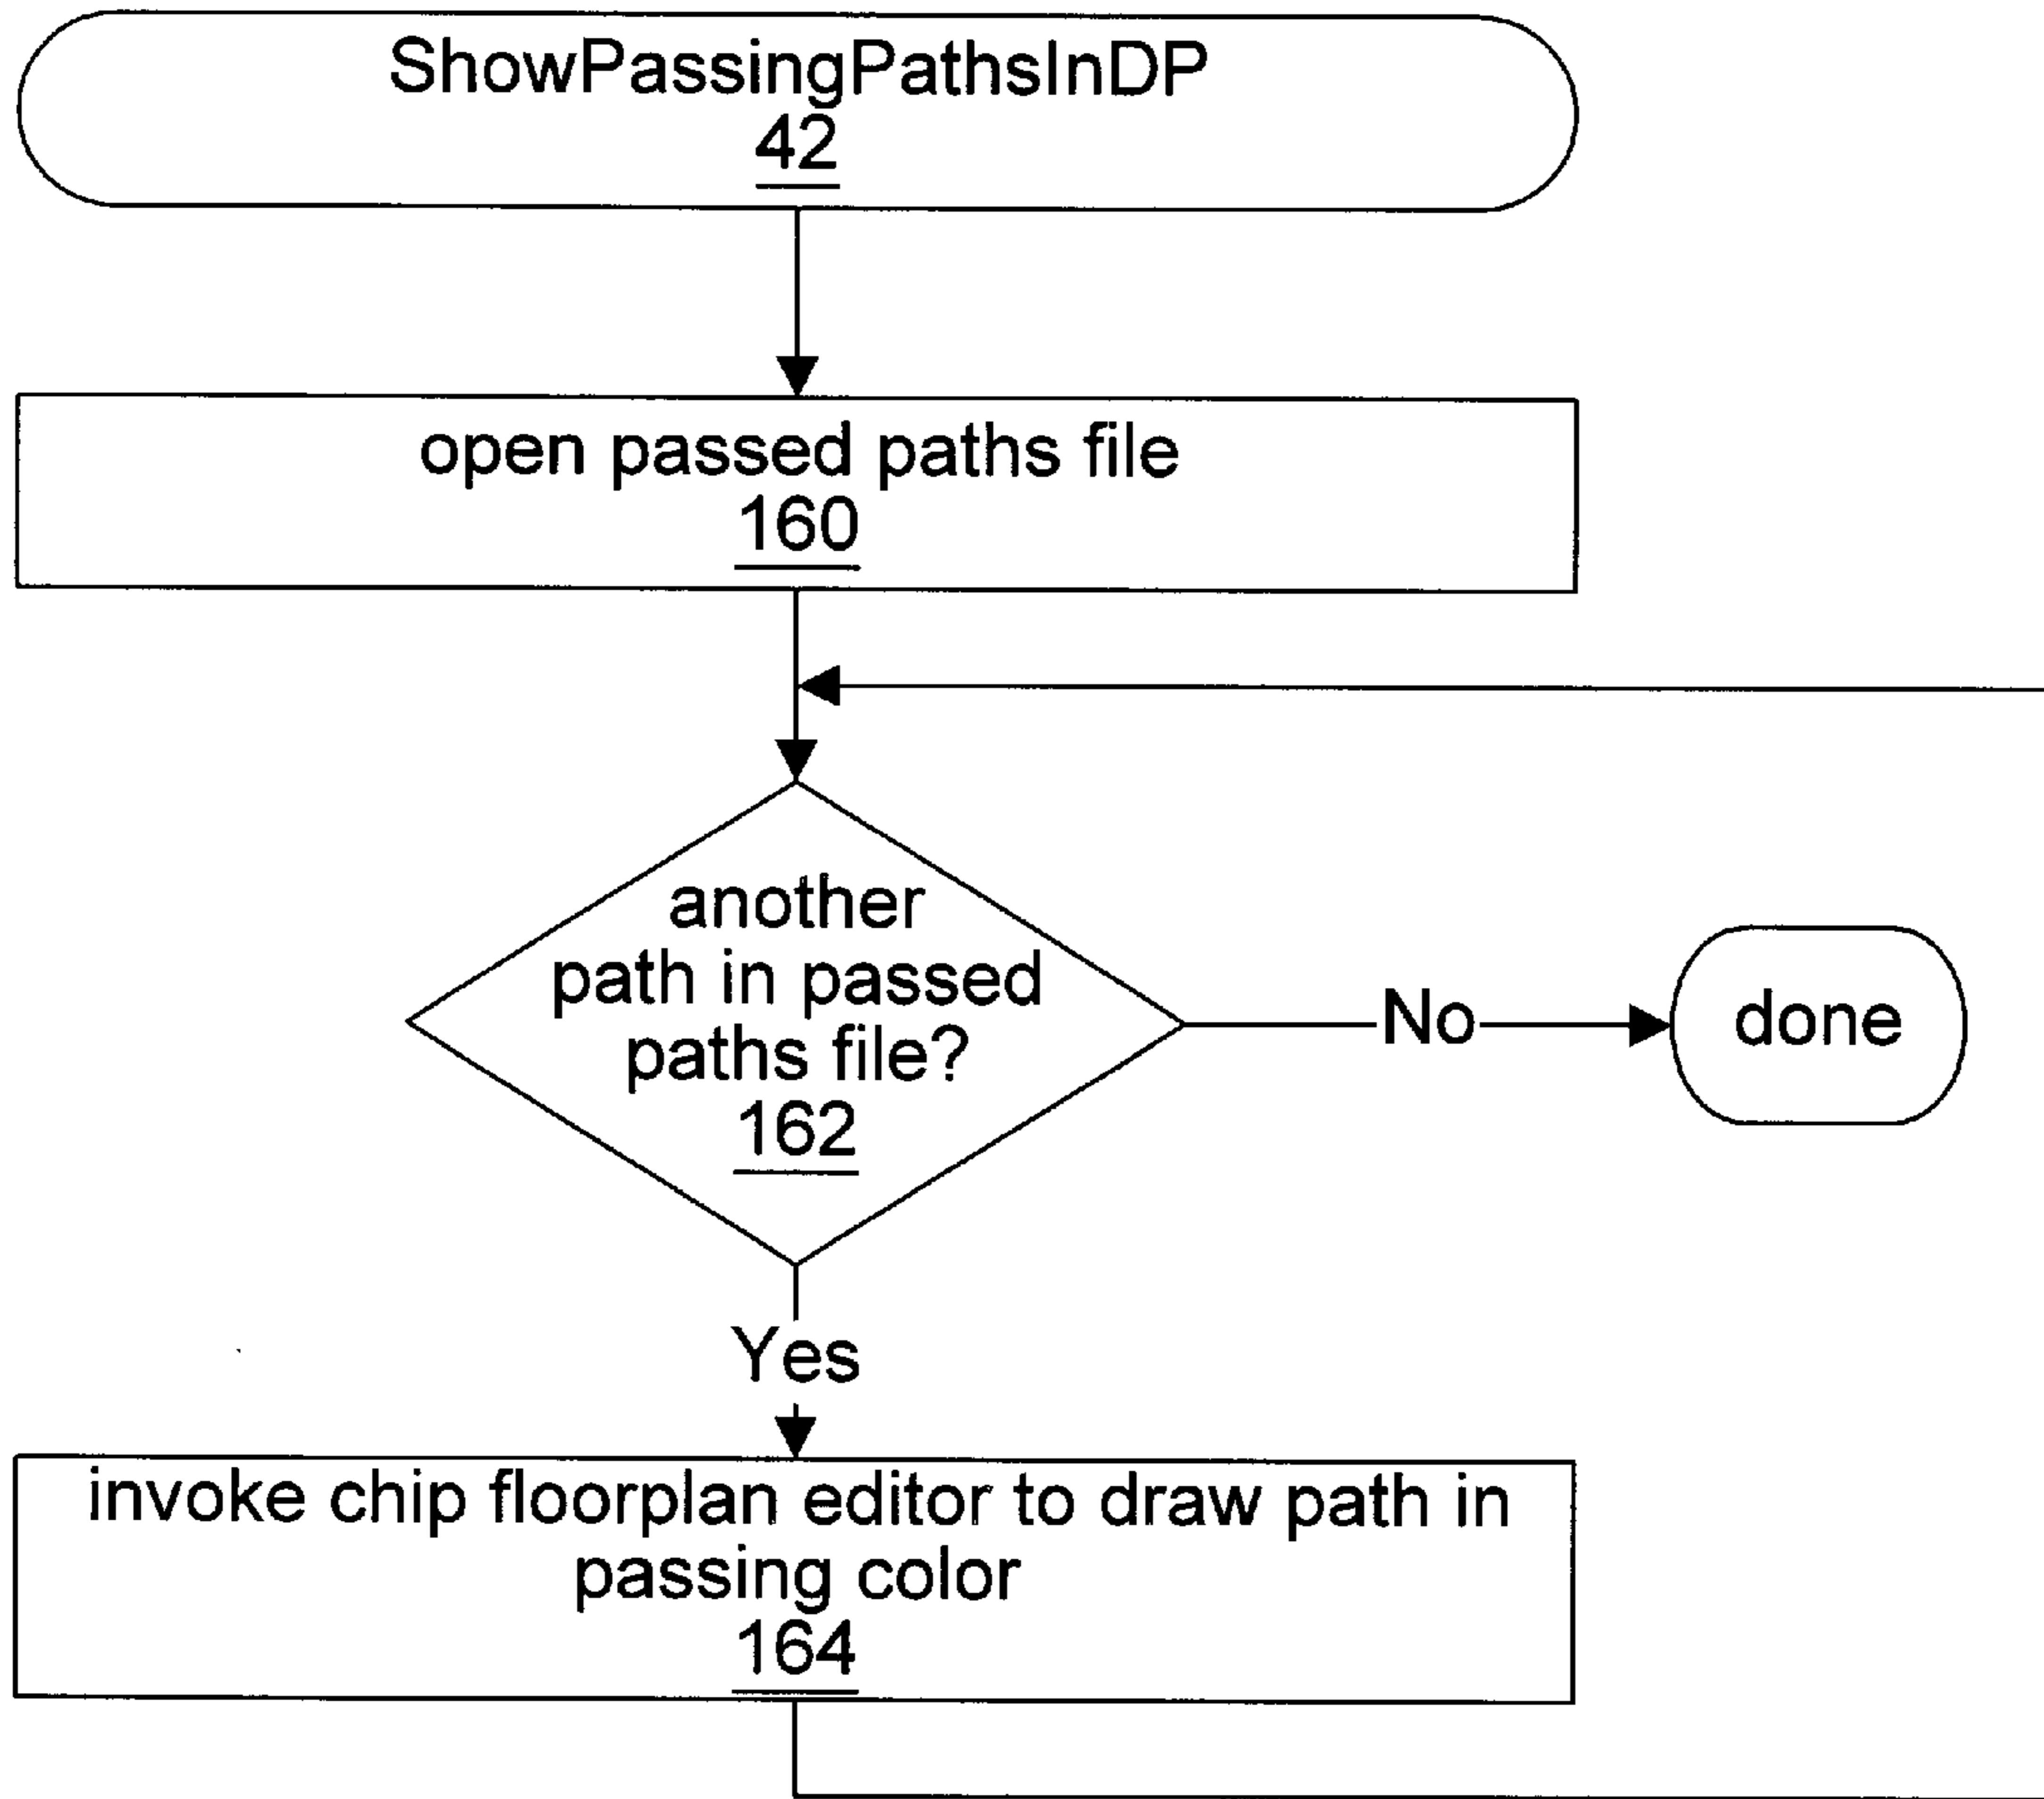 ShowPassingPathsInDP
42
open passed paths file
160
another
path in passed
paths file?
162
No
done
Yes
invoke chip floorplan editor to draw path in
passing color
164